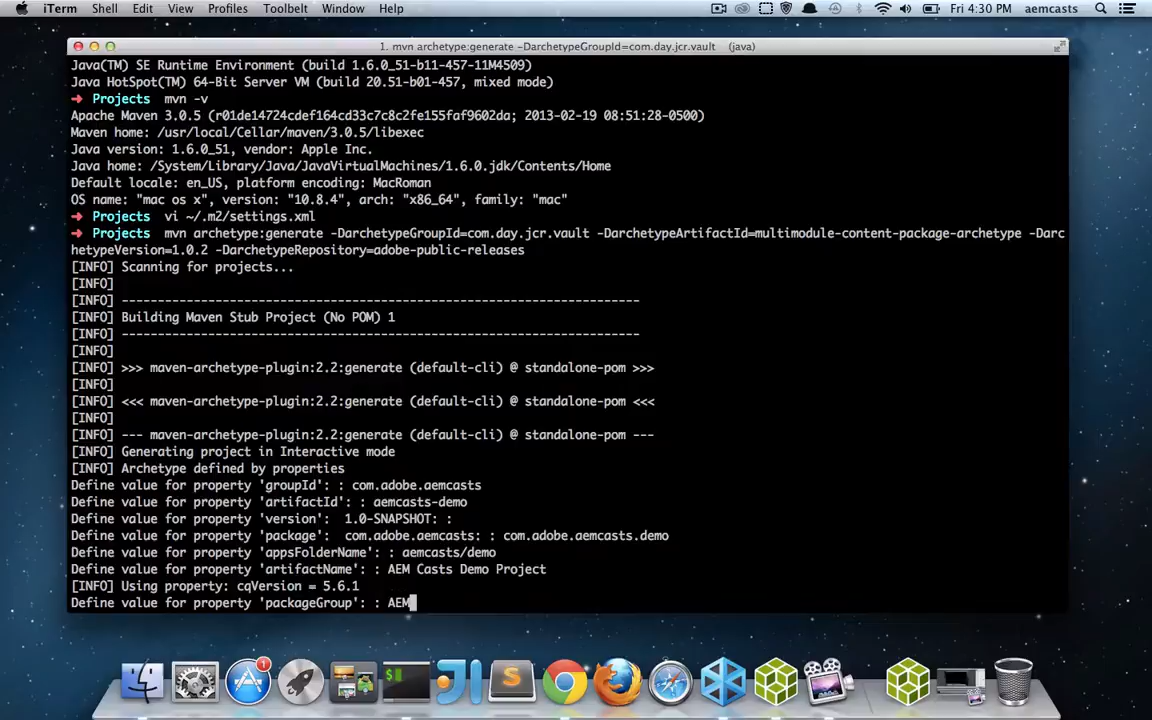 iTerm Shell Edit View Profiles Toolbelt Window Help Fri 4:30 PM aemcasts
1. mvn archetype:generate -DarchetypeGroupId=com.day.jcr.vault (java)
Java(TM) SE Runtime Environment (build 1.6.0_51-b11-457-11M4509)
Java HotSpot(TM) 64-Bit Server VM (build 20.51-b01-457, mixed mode)
➜ Projects mvn -v
Apache Maven 3.0.5 (r01de14724cdef164cd33c7c8c2fe155faf9602da; 2013-02-19 08:51:28-0500)
Maven home: /usr/local/Cellar/maven/3.0.5/libexec
Java version: 1.6.0_51, vendor: Apple Inc.
Java home: /System/Library/Java/JavaVirtualMachines/1.6.0.jdk/Contents/Home
Default locale: en_US, platform encoding: MacRoman
OS name: "mac os x", version: "10.8.4", arch: "x86_64", family: "mac"
➜ Projects vi ~/.m2/settings.xml
➜ Projects mvn archetype:generate -DarchetypeGroupId=com.day.jcr.vault -DarchetypeArtifactId=multimodule-content-package-archetype -Darc
hetypeVersion=1.0.2 -DarchetypeRepository=adobe-public-releases
[INFO] Scanning for projects...
[INFO]
[INFO] ------------------------------------------------------------------------
[INFO] Building Maven Stub Project (No POM) 1
[INFO] ------------------------------------------------------------------------
[INFO]
[INFO] >>> maven-archetype-plugin:2.2:generate (default-cli) @ standalone-pom >>>
[INFO]
[INFO] <<< maven-archetype-plugin:2.2:generate (default-cli) @ standalone-pom <<<
[INFO]
[INFO] --- maven-archetype-plugin:2.2:generate (default-cli) @ standalone-pom ---
[INFO] Generating project in Interactive mode
[INFO] Archetype defined by properties
Define value for property 'groupId': : com.adobe.aemcasts
Define value for property 'artifactId': : aemcasts-demo
Define value for property 'version': 1.0-SNAPSHOT: :
Define value for property 'package': com.adobe.aemcasts: : com.adobe.aemcasts.demo
Define value for property 'appsFolderName': : aemcasts/demo
Define value for property 'artifactName': : AEM Casts Demo Project
[INFO] Using property: cqVersion = 5.6.1
Define value for property 'packageGroup': : AEM
1
$
S